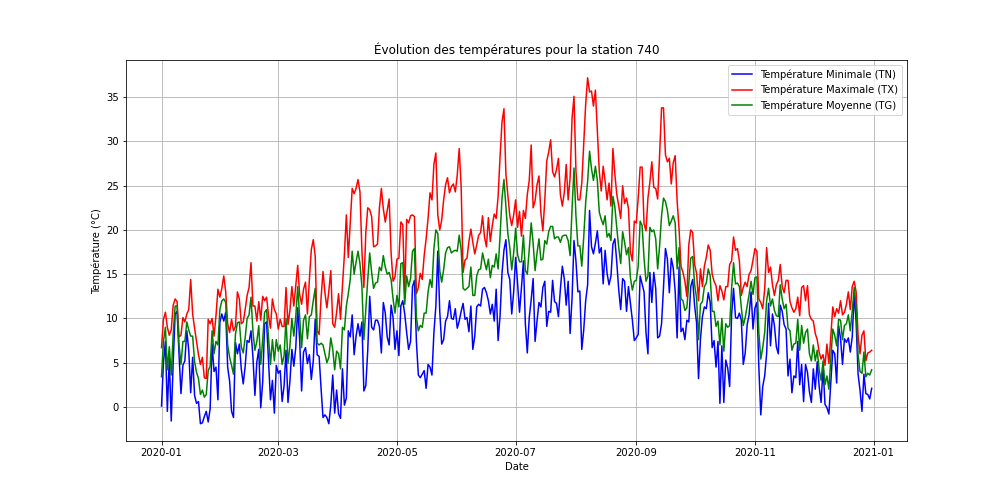 Évolution des températures pour la station 740
Température Minimale (TN)
Température Maximale (TX)
Température Moyenne (TG)
Température (°C)
35
30
25
20
15
10
5
0
2020-01 2020-03 2020-05 2020-07 2020-09 2020-11 2021-01
Date